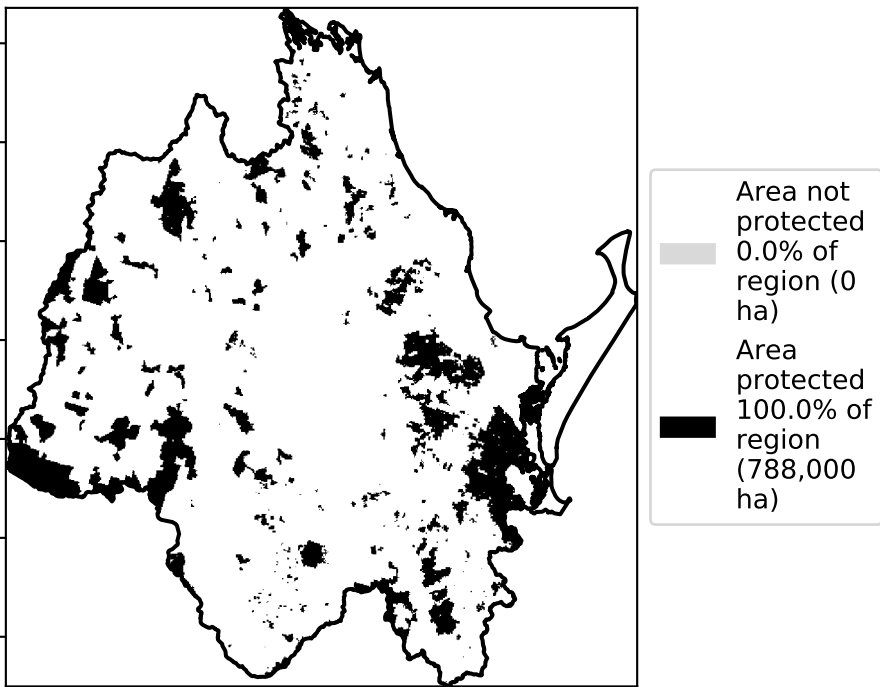 Area not
protected
0.0% of
region (0
ha)
Area
protected
100.0% of
region
(788,000
ha)